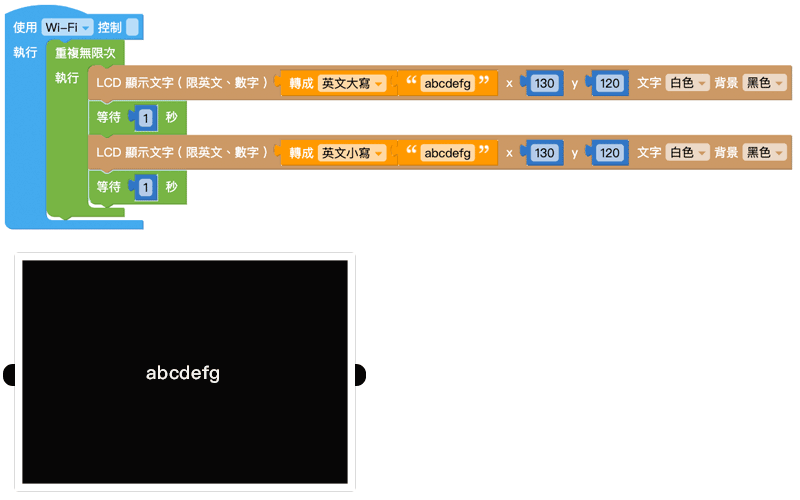 使用 Wi-Fi 控制
執行 重複無限次
執行 LCD 顯示文字（限英文、數字） 轉成 英文大寫 “ abcdefg ” x 130 y 120 文字 白色 背景 黑色
等待 1 秒
LCD 顯示文字（限英文、數字） 轉成 英文小寫 “ abcdefg ” x 130 y 120 文字 白色 背景 黑色
等待 1 秒
abcdefg